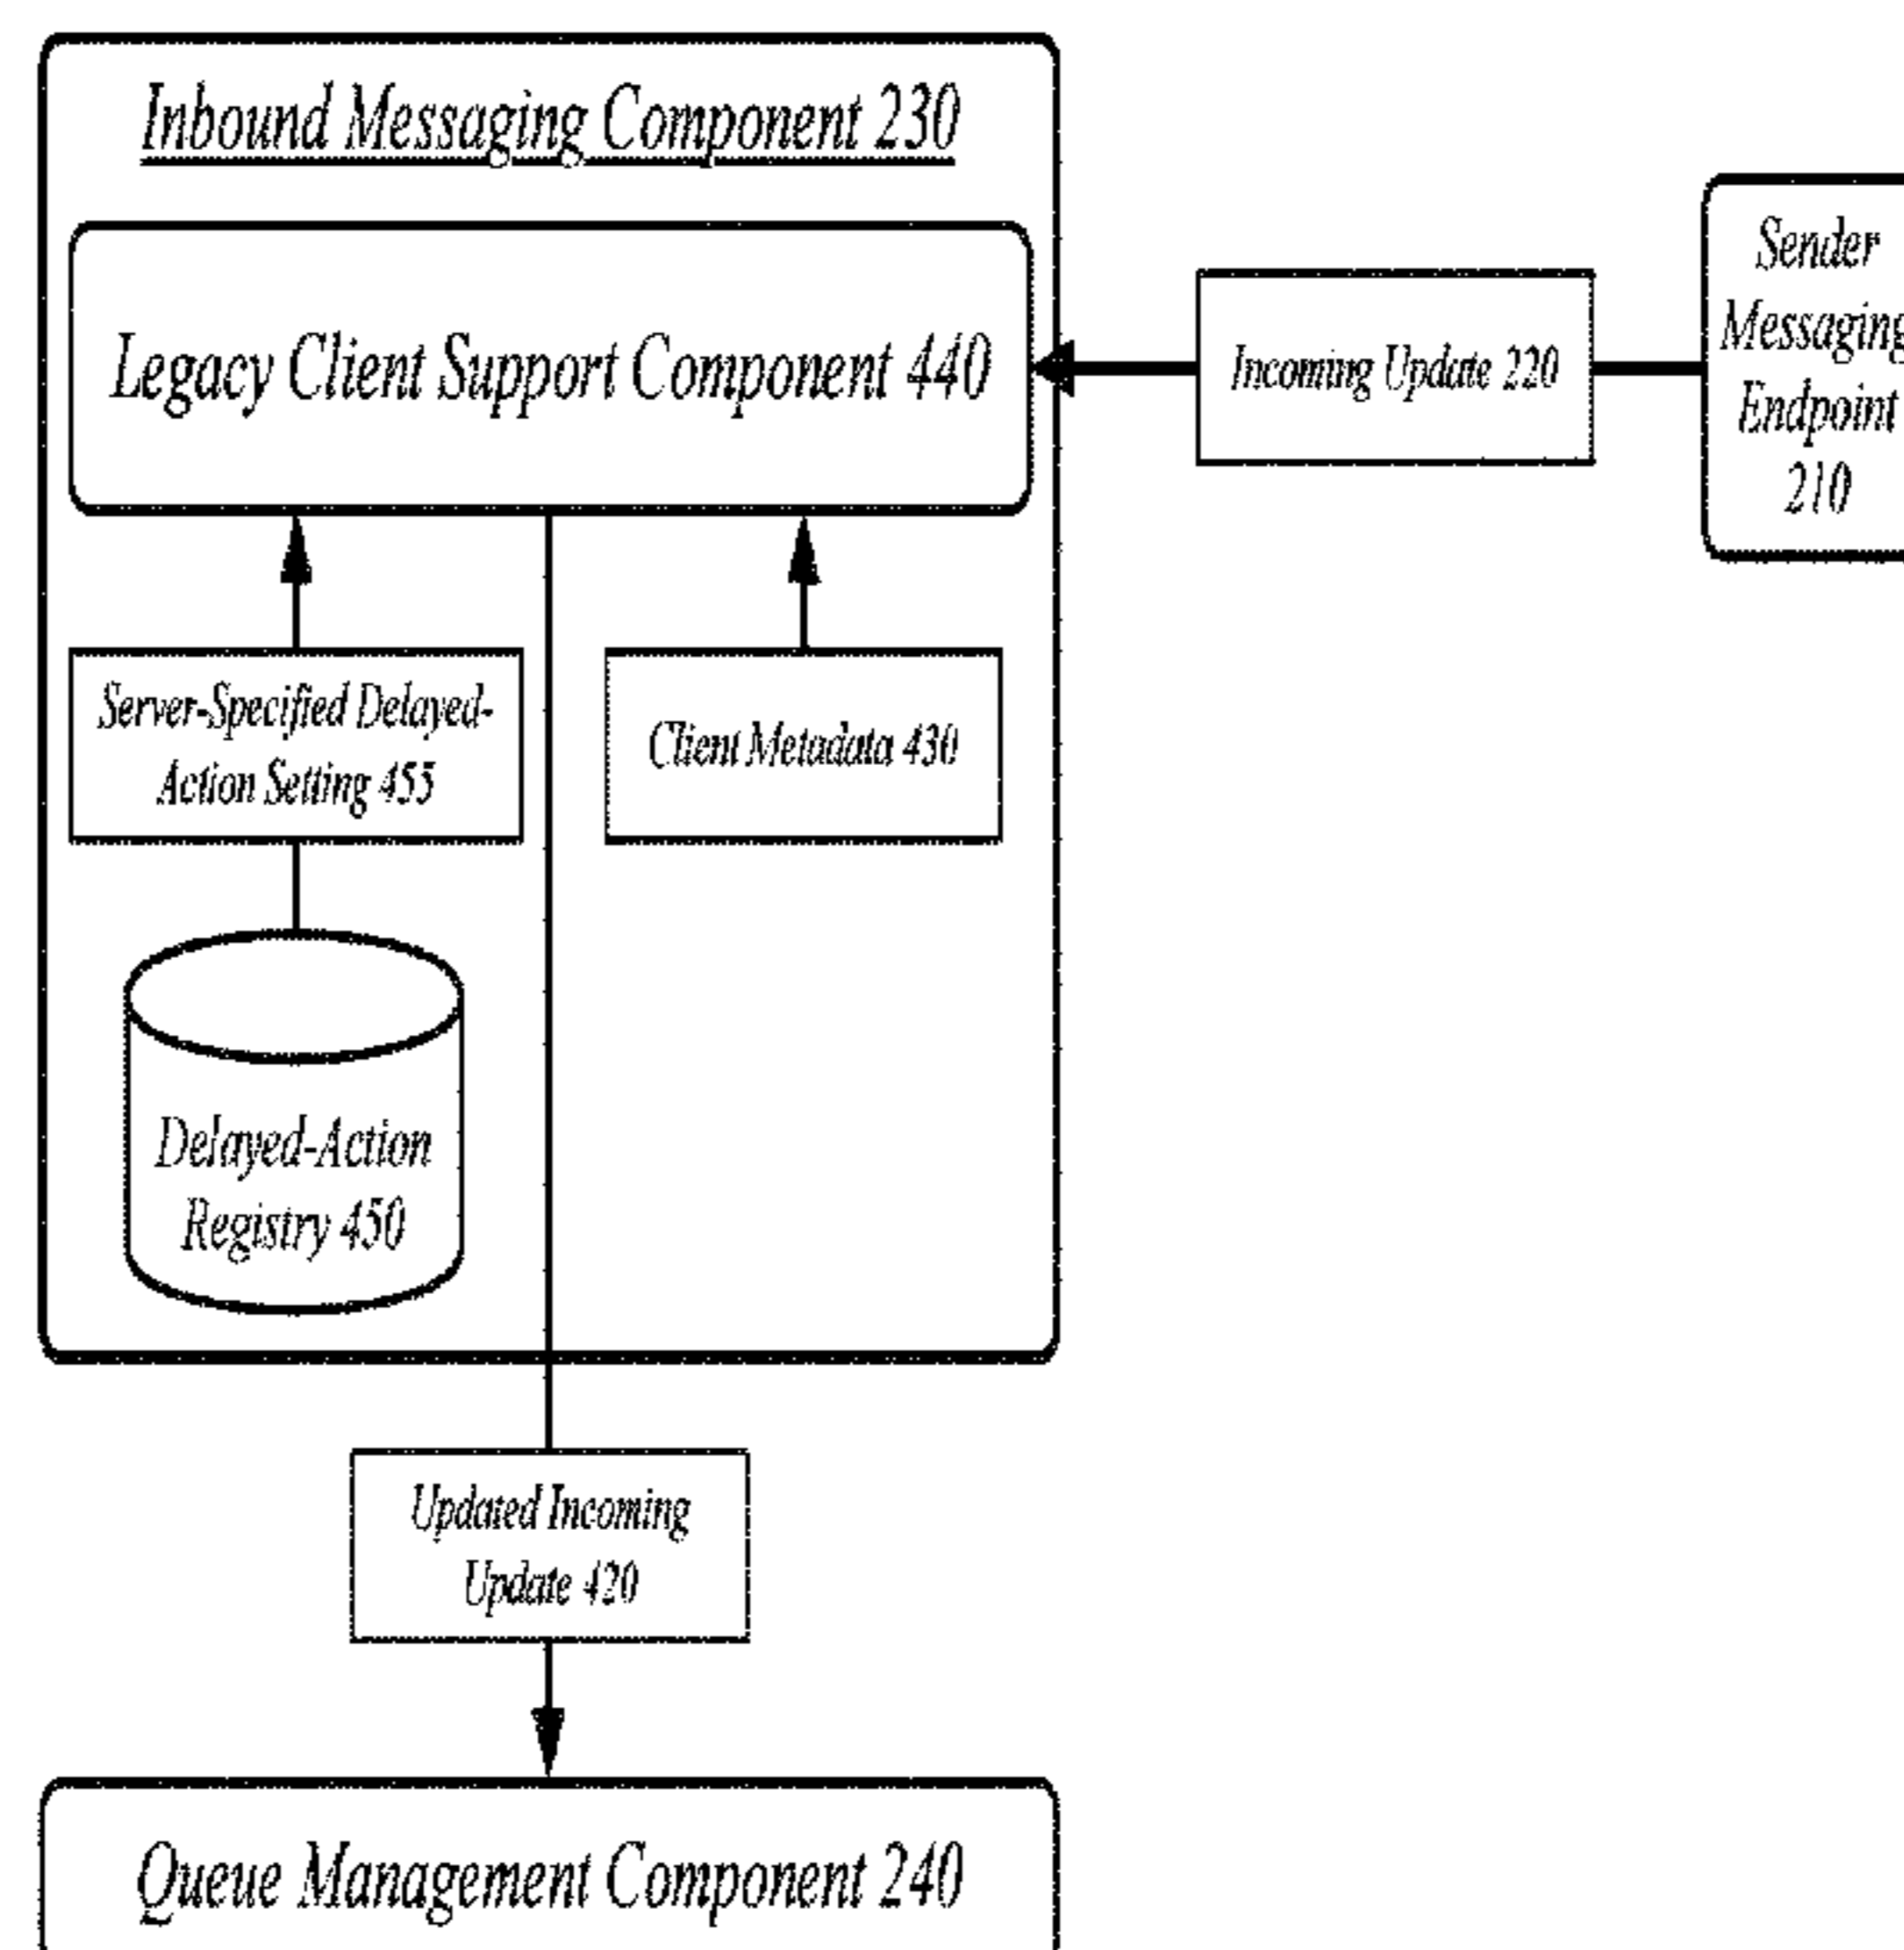 Inbound Messaging Component 230
Legacy Client Support Component 440
Incoming Update 220
Sender
Messaging
Endpoint
210
Server-Specified Delayed-
Action Setting 455
Client Metadata 430
Delayed-Action
Registry 450
Updated Incoming
Update 420
Queue Management Component 240